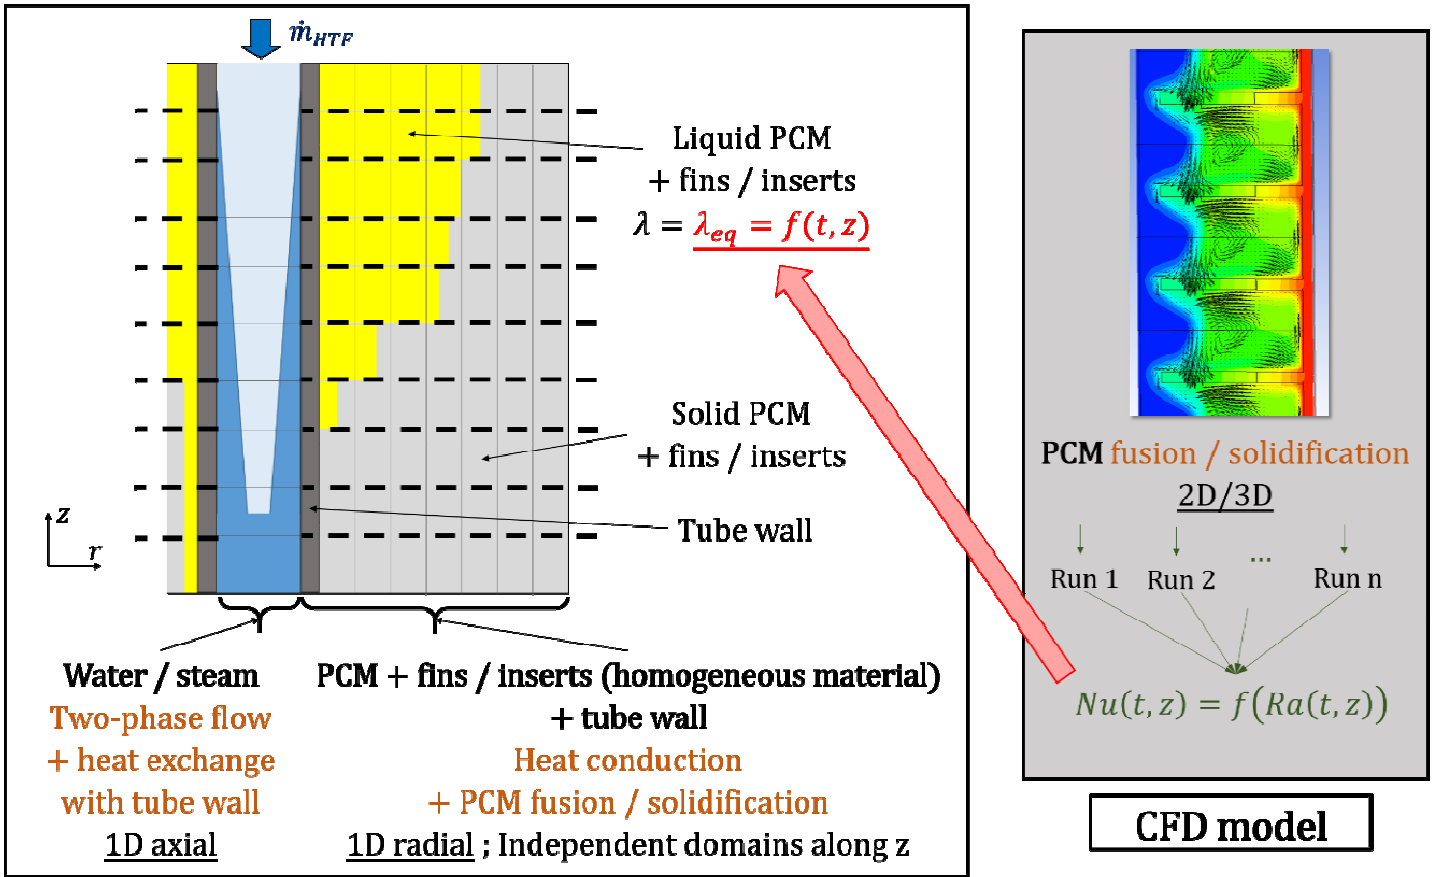 ṁ_HTF
Liquid PCM
+ fins / inserts
λ = λ_eq = f(t, z)
Solid PCM
+ fins / inserts
Tube wall
z
r
Water / steam
Two-phase flow
+ heat exchange
with tube wall
1D axial
PCM + fins / inserts (homogeneous material)
+ tube wall
Heat conduction
+ PCM fusion / solidification
1D radial ; Independent domains along z
PCM fusion / solidification
2D/3D
Run 1 Run 2 ... Run n
Nu(t, z) = f(Ra(t, z))
CFD model